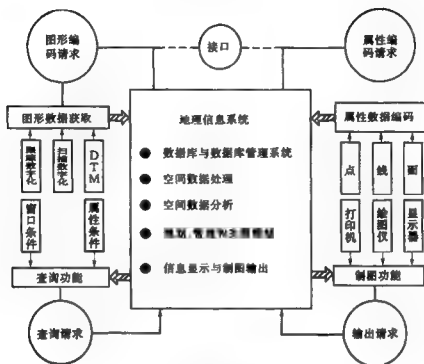 图形编
码请求
接口
属性编
码请求
图形数据获取
地理信息系统
属性数据编码
数据库与数据库管理系统
空间数据处理
空间数据分析
信息显示与制图输出
跟踪数字化
扫描数字化
DTM
点
线
面
窗口条件
属性条件
打印机
绘图仪
显示器
查询功能
制图功能
查询请求
输出请求